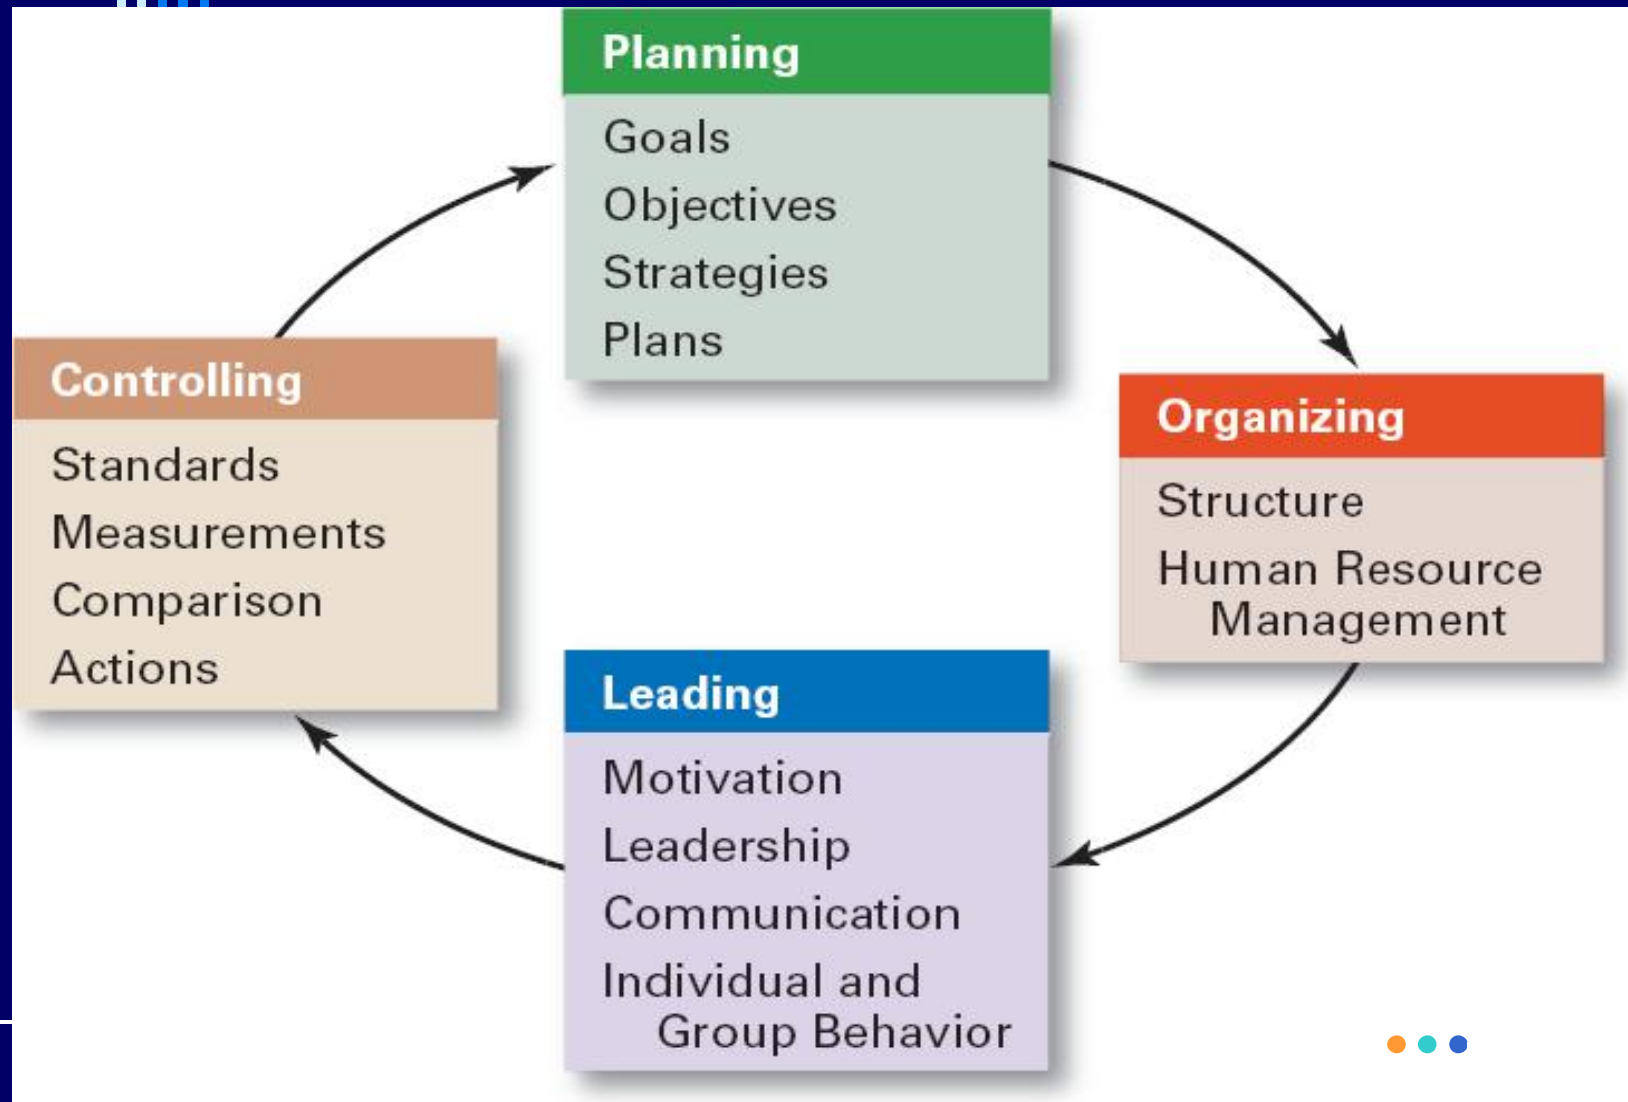 Planning
Goals
Objectives
Strategies
Plans
Organizing
Structure
Human Resource
Management
Leading
Motivation
Leadership
Communication
Individual and
Group Behavior
Controlling
Standards
Measurements
Comparison
Actions